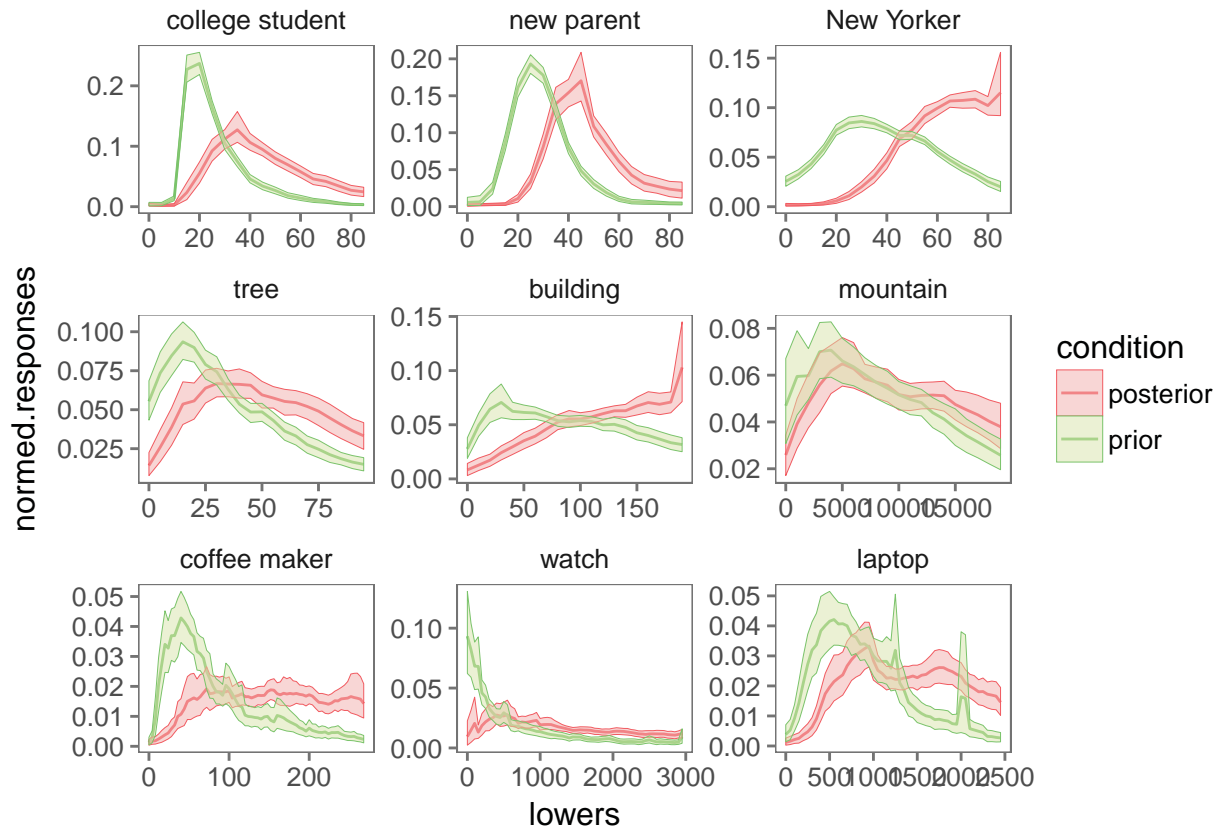 college student
new parent
New Yorker
0.2
0.1
0.0
0 20 40 60 80
0.20
0.15
0.10
0.05
0.00
0 20 40 60 80
0.15
0.10
0.05
0.00
0 20 40 60 80
normed.responses
tree
building
mountain
0.100
0.075
0.050
0.025
0 25 50 75
0.15
0.10
0.05
0.00
0 50 100 150
0.08
0.06
0.04
0.02
0 5000 10000 15000
condition
posterior
prior
coffee maker
watch
laptop
0.05
0.04
0.03
0.02
0.01
0.00
0 100 200
0.10
0.05
0.00
0 1000 2000 3000
0.05
0.04
0.03
0.02
0.01
0.00
0 500 1000 1500 2000 2500
lowers